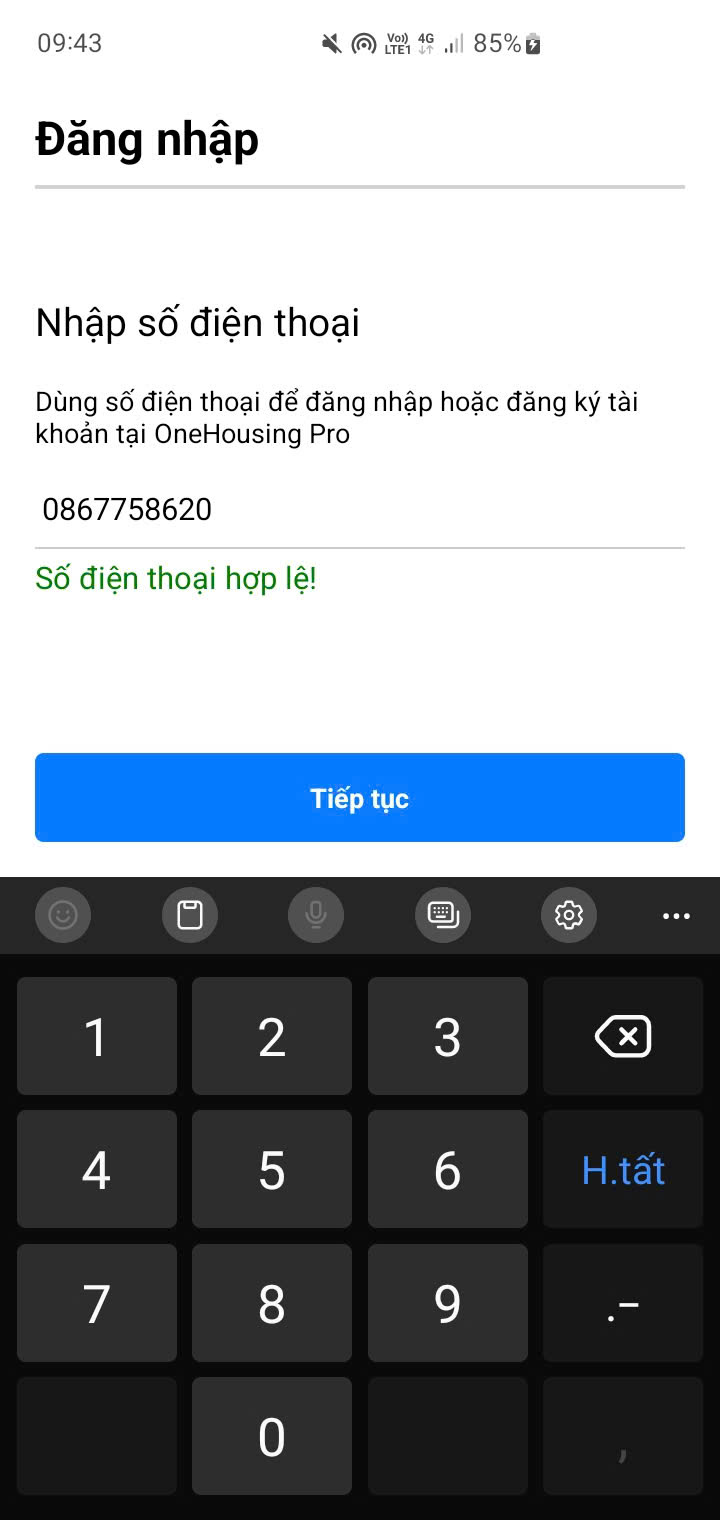 09:43
Vo)) LTE1 4G 85%
Đăng nhập
Nhập số điện thoại
Dùng số điện thoại để đăng nhập hoặc đăng ký tài
khoản tại OneHousing Pro
0867758620
Số điện thoại hợp lệ!
Tiếp tục
1 2 3
4 5 6 H.tất
7 8 9 .–
0 ,